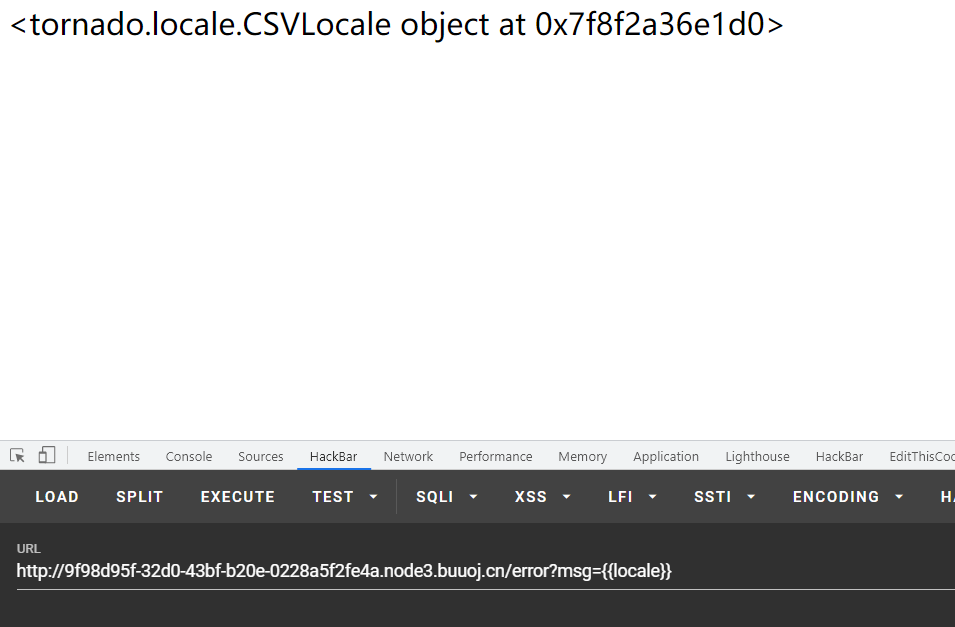 <tornado.locale.CSVLocale object at 0x7f8f2a36e1d0>
Elements Console Sources HackBar Network Performance Memory Application Lighthouse HackBar EditThisCoo
LOAD SPLIT EXECUTE TEST SQLI XSS LFI SSTI ENCODING HA
URL
http://9f98d95f-32d0-43bf-b20e-0228a5f2fe4a.node3.buuoj.cn/error?msg={{locale}}